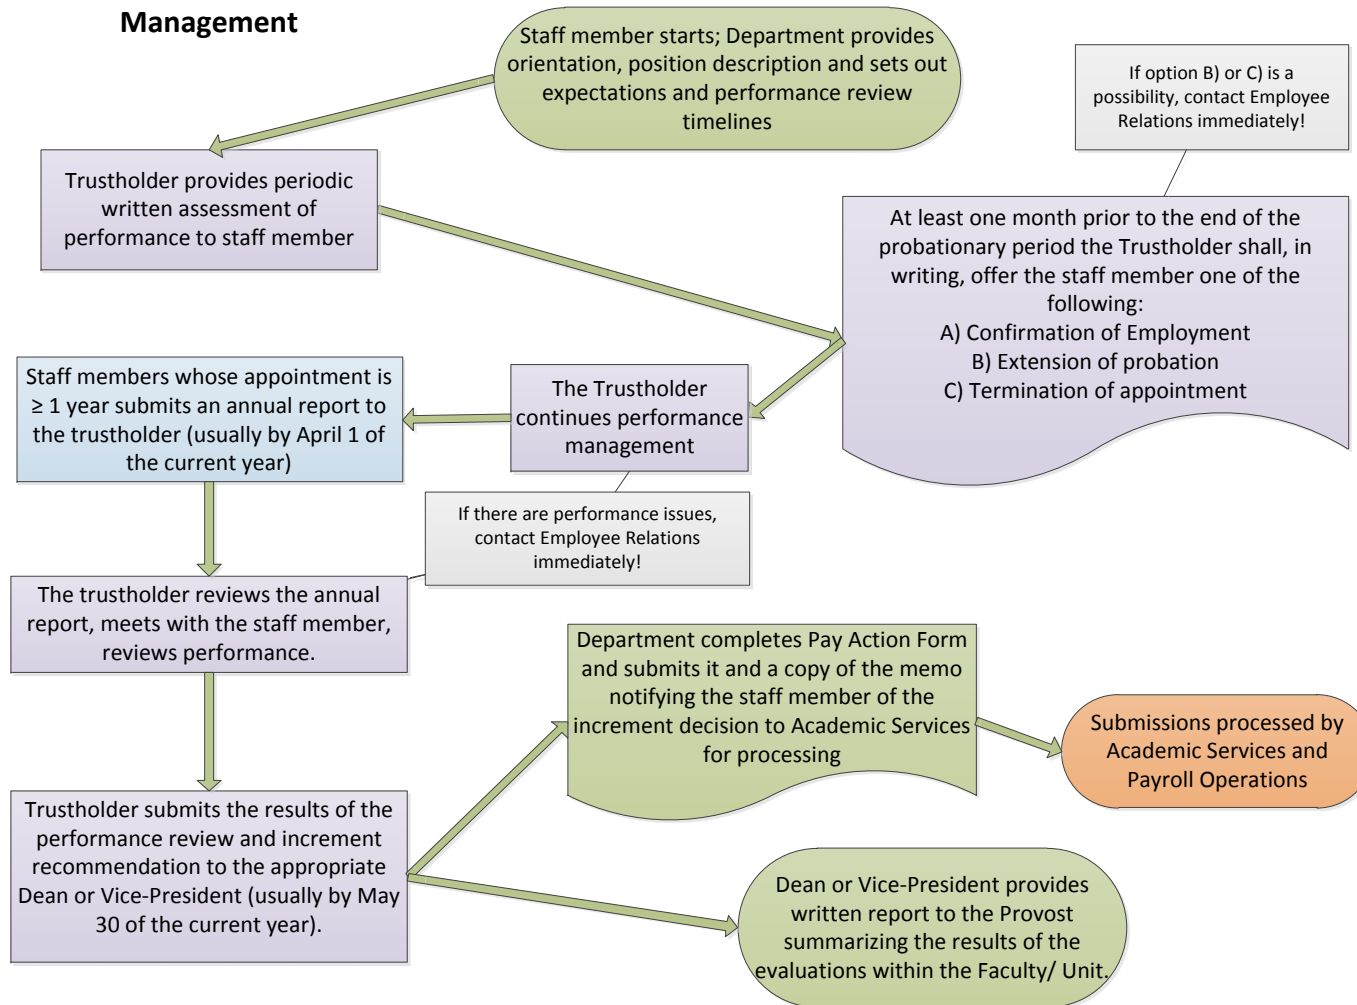 Management
Staff member starts; Department provides
orientation, position description and sets out
expectations and performance review
timelines
If option B) or C) is a
possibility, contact Employee
Relations immediately!
Trustholder provides periodic
written assessment of
performance to staff member
At least one month prior to the end of the
probationary period the Trustholder shall, in
writing, offer the staff member one of the
following:
A) Confirmation of Employment
B) Extension of probation
C) Termination of appointment
The Trustholder
continues performance
management
Staff members whose appointment is
≥ 1 year submits an annual report to
the trustholder (usually by April 1 of
the current year)
If there are performance issues,
contact Employee Relations
immediately!
The trustholder reviews the annual
report, meets with the staff member,
reviews performance.
Trustholder submits the results of the
performance review and increment
recommendation to the appropriate
Dean or Vice-President (usually by May
30 of the current year).
Department completes Pay Action Form
and submits it and a copy of the memo
notifying the staff member of the
increment decision to Academic Services
for processing
Submissions processed by
Academic Services and
Payroll Operations
Dean or Vice-President provides
written report to the Provost
summarizing the results of the
evaluations within the Faculty/ Unit.